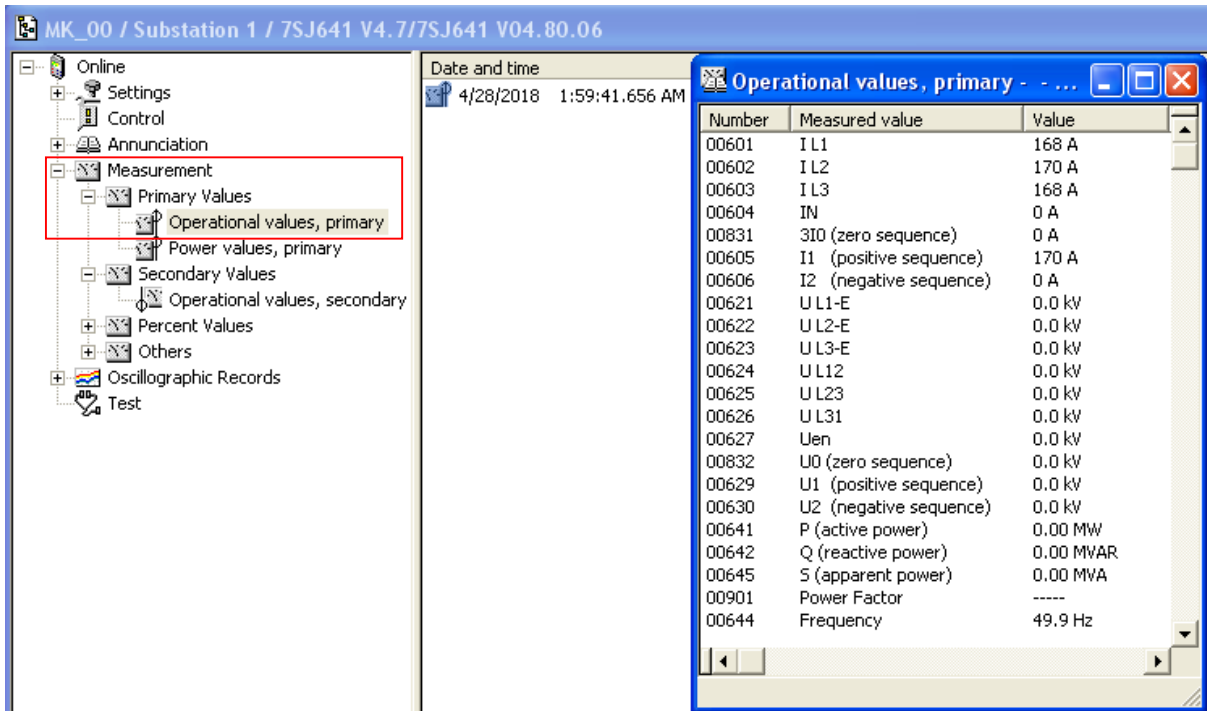 MK_00 / Substation 1 / 7SJ641 V4.7/7SJ641 V04.80.06
Online
Settings
Control
Annunciation
Measurement
Primary Values
Operational values, primary
Power values, primary
Secondary Values
Operational values, secondary
Percent Values
Others
Oscillographic Records
Test
Date and time
4/28/2018 1:59:41.656 AM
Operational values, primary - - ...
Number Measured value Value
00601 I L1 168 A
00602 I L2 170 A
00603 I L3 168 A
00604 IN 0 A
00831 3I0 (zero sequence) 0 A
00605 I1 (positive sequence) 170 A
00606 I2 (negative sequence) 0 A
00621 U L1-E 0.0 kV
00622 U L2-E 0.0 kV
00623 U L3-E 0.0 kV
00624 U L12 0.0 kV
00625 U L23 0.0 kV
00626 U L31 0.0 kV
00627 Uen 0.0 kV
00832 U0 (zero sequence) 0.0 kV
00629 U1 (positive sequence) 0.0 kV
00630 U2 (negative sequence) 0.0 kV
00641 P (active power) 0.00 MW
00642 Q (reactive power) 0.00 MVAR
00645 S (apparent power) 0.00 MVA
00901 Power Factor -----
00644 Frequency 49.9 Hz